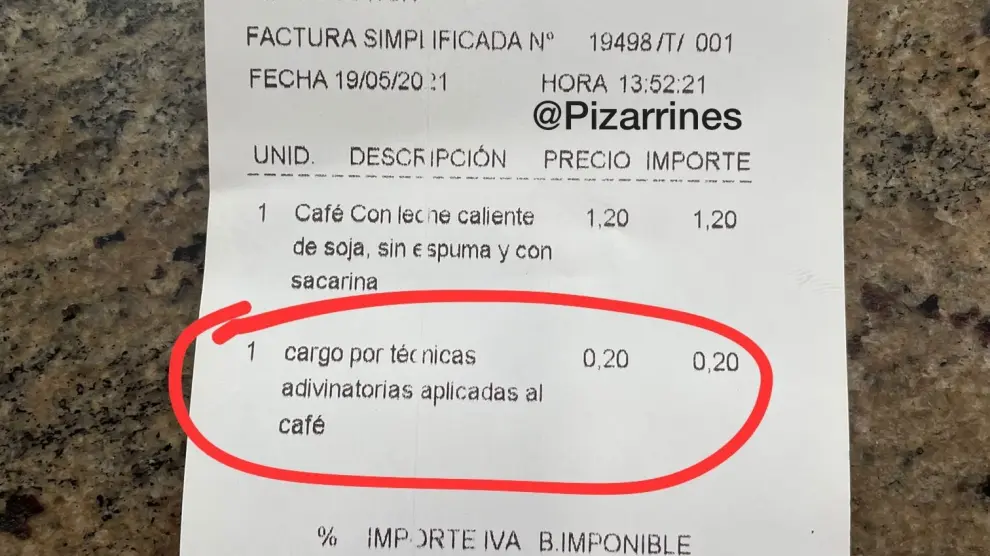 FACTURA SIMPLIFICADA Nº 19498/T/ 001
FECHA 19/05/2021 HORA 13:52:21
@Pizarrines
UNID. DESCRIPCIÓN PRECIO IMPORTE
1 Café Con leche caliente 1,20 1,20
de soja, sin espuma y con
sacarina
1 cargo por técnicas 0,20 0,20
adivinatorias aplicadas al
café
% IMPORTE IVA B.IMPONIBLE